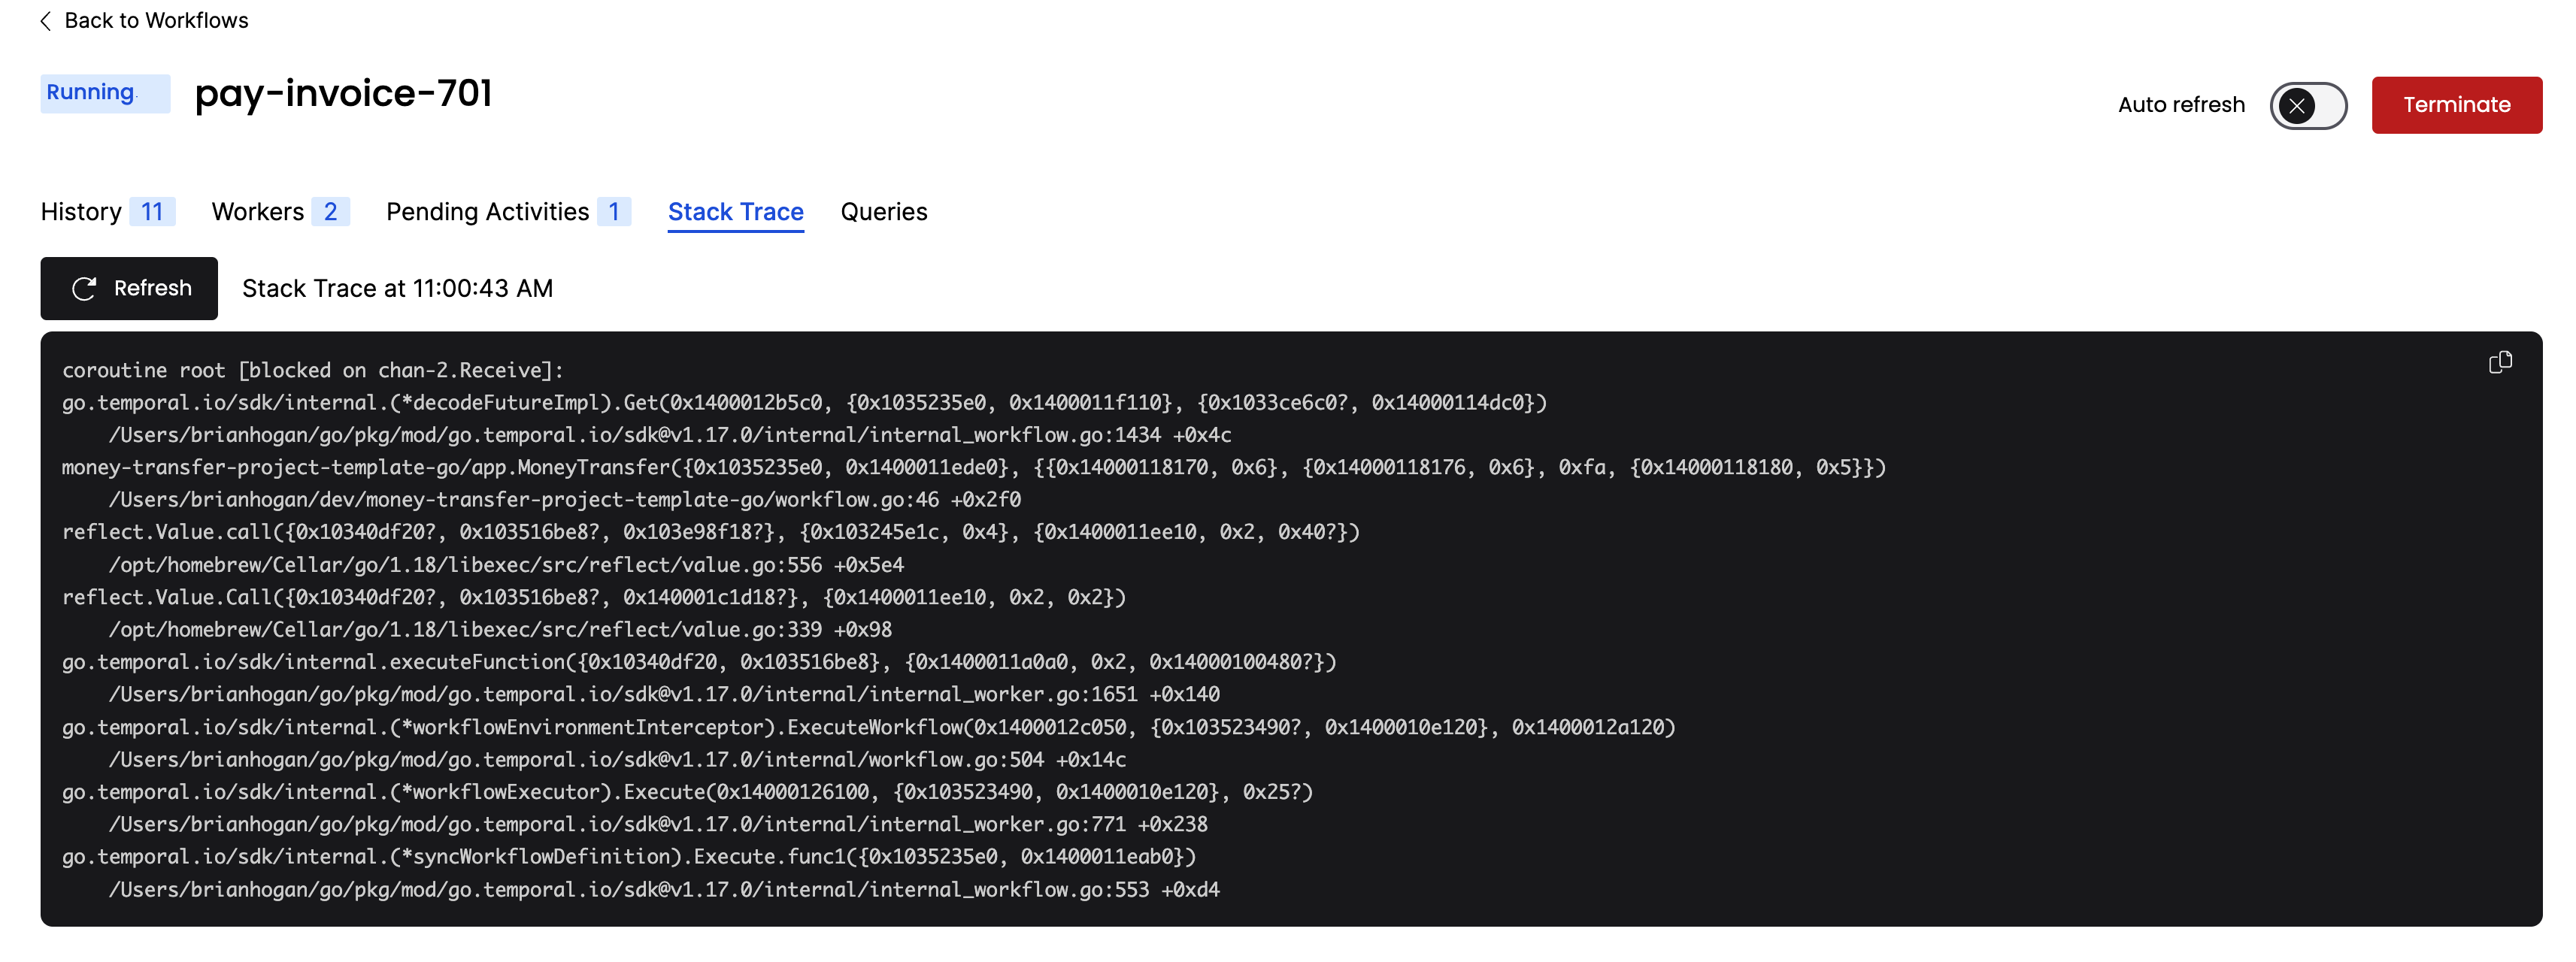 Back to Workflows
Running. pay-invoice-701 Auto refresh Terminate
History 11 Workers 2 Pending Activities 1 Stack Trace Queries
Refresh Stack Trace at 11:00:43 AM
coroutine root [blocked on chan-2.Receive]:
go.temporal.io/sdk/internal.(*decodeFutureImpl).Get(0x1400012b5c0, {0x1035235e0, 0x1400011f110}, {0x1033ce6c0?, 0x14000114dc0})
    /Users/brianhogan/go/pkg/mod/go.temporal.io/sdk@v1.17.0/internal/internal_workflow.go:1434 +0x4c
money-transfer-project-template-go/app.MoneyTransfer({0x1035235e0, 0x1400011ede0}, {{0x14000118170, 0x6}, {0x14000118176, 0x6}, 0xfa, {0x14000118180, 0x5}})
    /Users/brianhogan/dev/money-transfer-project-template-go/workflow.go:46 +0x2f0
reflect.Value.call({0x10340df20?, 0x103516be8?, 0x103e98f18?}, {0x103245e1c, 0x4}, {0x1400011ee10, 0x2, 0x40?})
    /opt/homebrew/Cellar/go/1.18/libexec/src/reflect/value.go:556 +0x5e4
reflect.Value.Call({0x10340df20?, 0x103516be8?, 0x140001c1d18?}, {0x1400011ee10, 0x2, 0x2})
    /opt/homebrew/Cellar/go/1.18/libexec/src/reflect/value.go:339 +0x98
go.temporal.io/sdk/internal.executeFunction({0x10340df20, 0x103516be8}, {0x1400011a0a0, 0x2, 0x14000100480?})
    /Users/brianhogan/go/pkg/mod/go.temporal.io/sdk@v1.17.0/internal/internal_worker.go:1651 +0x140
go.temporal.io/sdk/internal.(*workflowEnvironmentInterceptor).ExecuteWorkflow(0x1400012c050, {0x103523490?, 0x1400010e120}, 0x1400012a120)
    /Users/brianhogan/go/pkg/mod/go.temporal.io/sdk@v1.17.0/internal/workflow.go:504 +0x14c
go.temporal.io/sdk/internal.(*workflowExecutor).Execute(0x14000126100, {0x103523490, 0x1400010e120}, 0x25?)
    /Users/brianhogan/go/pkg/mod/go.temporal.io/sdk@v1.17.0/internal/internal_worker.go:771 +0x238
go.temporal.io/sdk/internal.(*syncWorkflowDefinition).Execute.func1({0x1035235e0, 0x1400011eab0})
    /Users/brianhogan/go/pkg/mod/go.temporal.io/sdk@v1.17.0/internal/internal_workflow.go:553 +0xd4